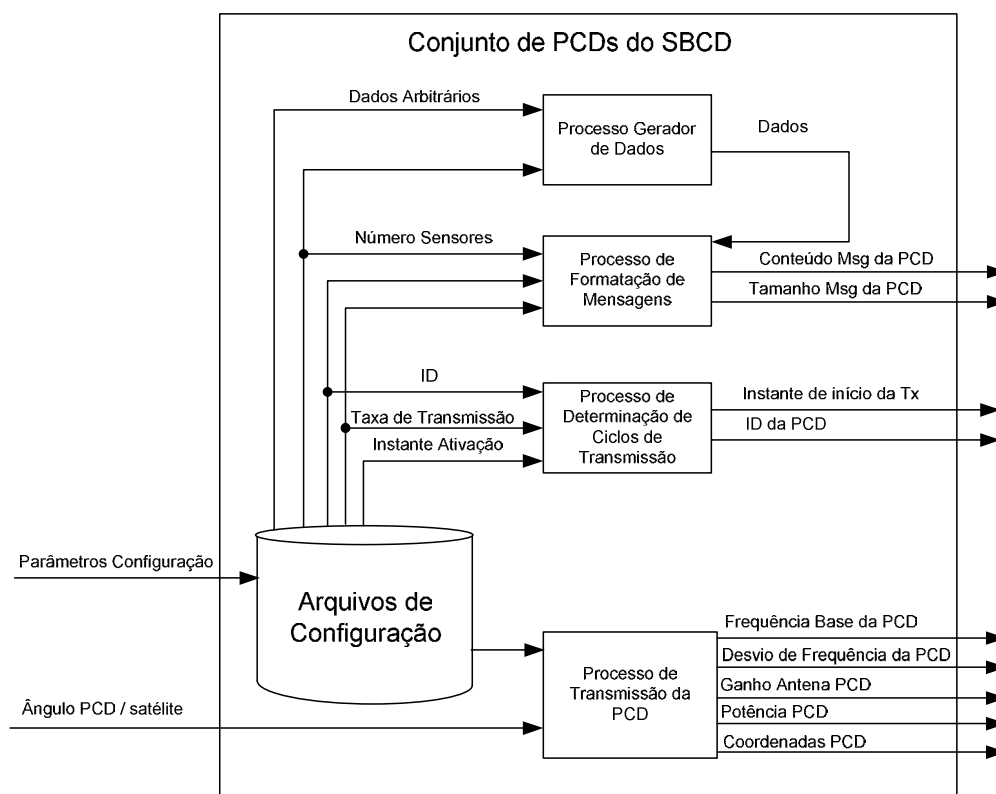 Conjunto de PCDs do SBCD
Dados Arbitrários
Processo Gerador
de Dados
Dados
Número Sensores
Processo de
Formatação de
Mensagens
Conteúdo Msg da PCD
Tamanho Msg da PCD
ID
Taxa de Transmissão
Instante Ativação
Processo de
Determinação de
Ciclos de
Transmissão
Instante de início da Tx
ID da PCD
Parâmetros Configuração
Arquivos de
Configuração
Ângulo PCD / satélite
Processo de
Transmissão da
PCD
Frequência Base da PCD
Desvio de Frequência da PCD
Ganho Antena PCD
Potência PCD
Coordenadas PCD